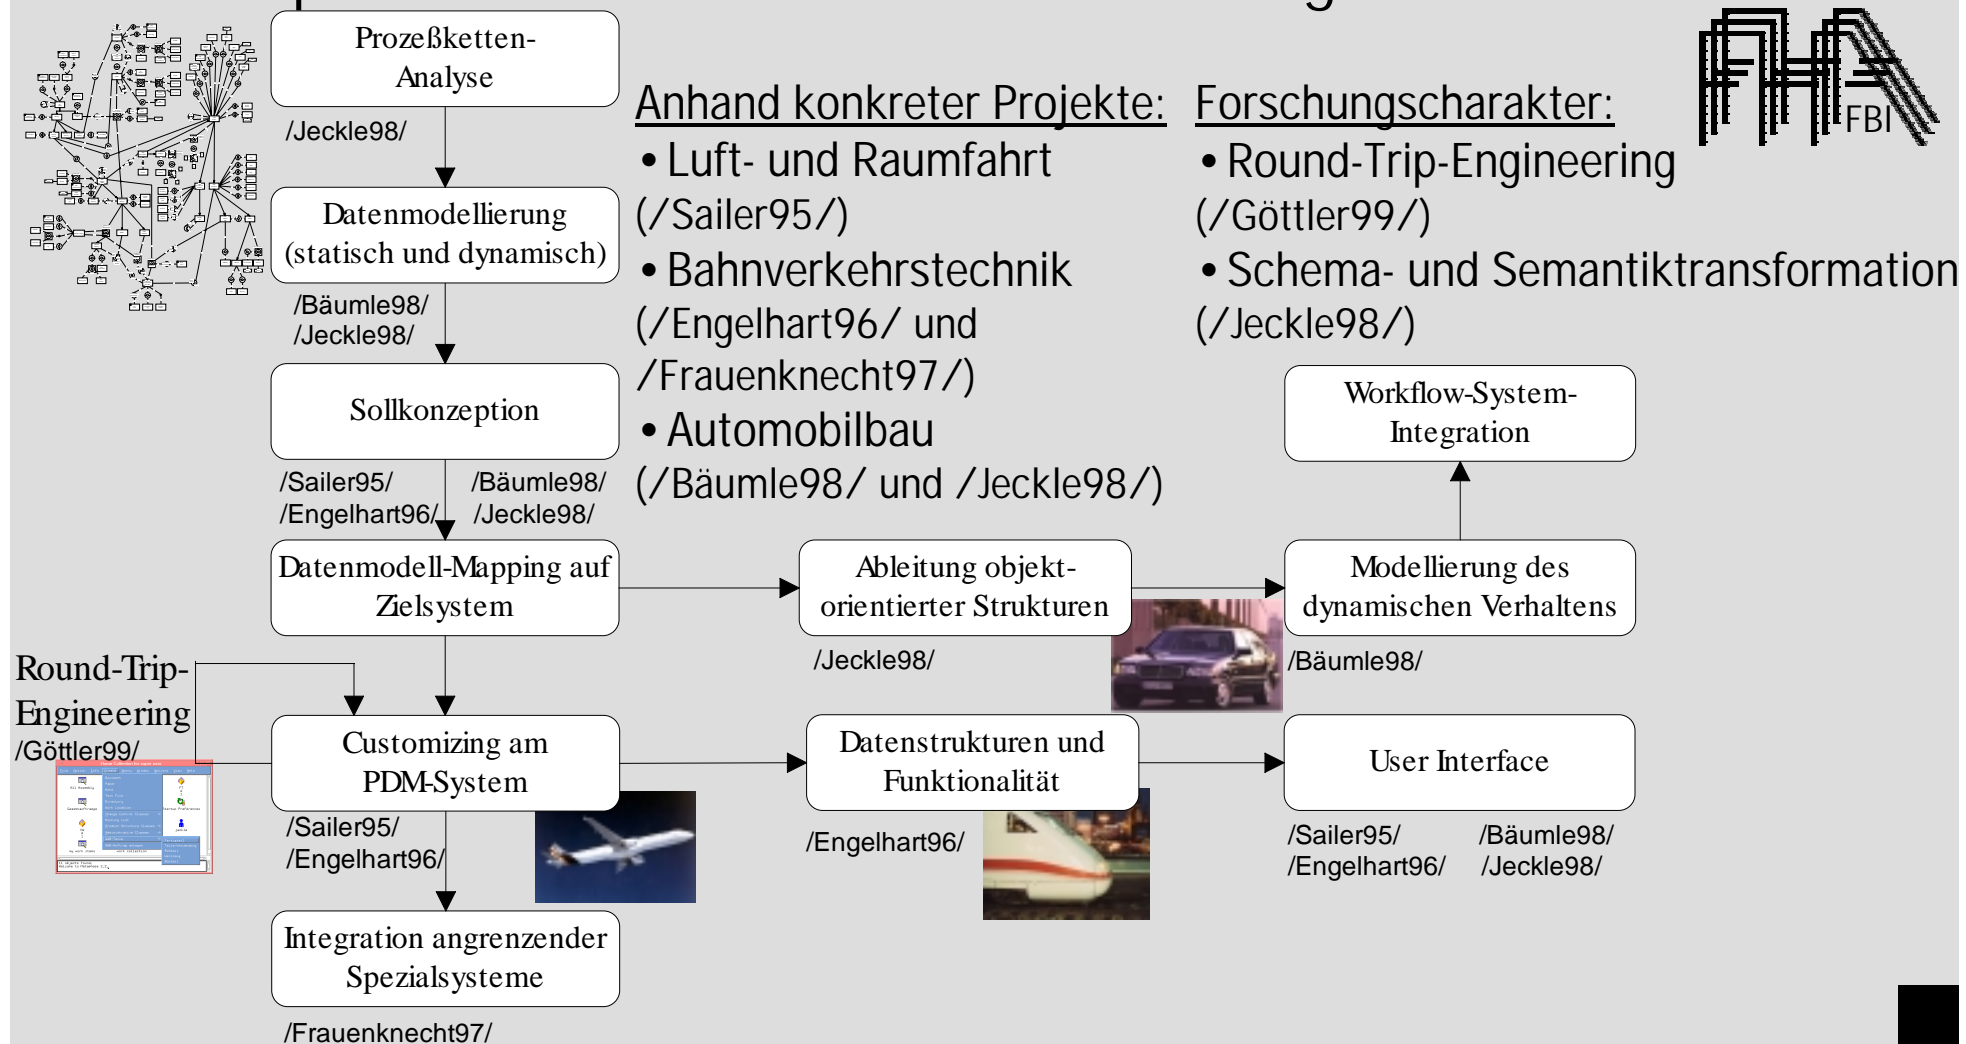 Prozeßketten-
Analyse
/Jeckle98/
Datenmodellierung
(statisch und dynamisch)
/Bäumle98/
/Jeckle98/
Sollkonzeption
/Sailer95/ /Bäumle98/
/Engelhart96/ /Jeckle98/
Anhand konkreter Projekte:
•Luft- und Raumfahrt
(/Sailer95/)
•Bahnverkehrstechnik
(/Engelhart96/ und
/Frauenknecht97/)
•Automobilbau
(/Bäumle98/ und /Jeckle98/)
Forschungscharakter:
•Round-Trip-Engineering
(/Göttler99/)
•Schema- und Semantiktransformation
(/Jeckle98/)
FHA
FBI
Workflow-System-
Integration
Datenmodell-Mapping auf
Zielsystem
Ableitung objekt-
orientierter Strukturen
/Jeckle98/
Modellierung des
dynamischen Verhaltens
/Bäumle98/
Round-Trip-
Engineering
/Göttler99/
Customizing am
PDM-System
/Sailer95/
/Engelhart96/
Datenstrukturen und
Funktionalität
/Engelhart96/
User Interface
/Sailer95/ /Bäumle98/
/Engelhart96/ /Jeckle98/
Integration angrenzender
Spezialsysteme
/Frauenknecht97/